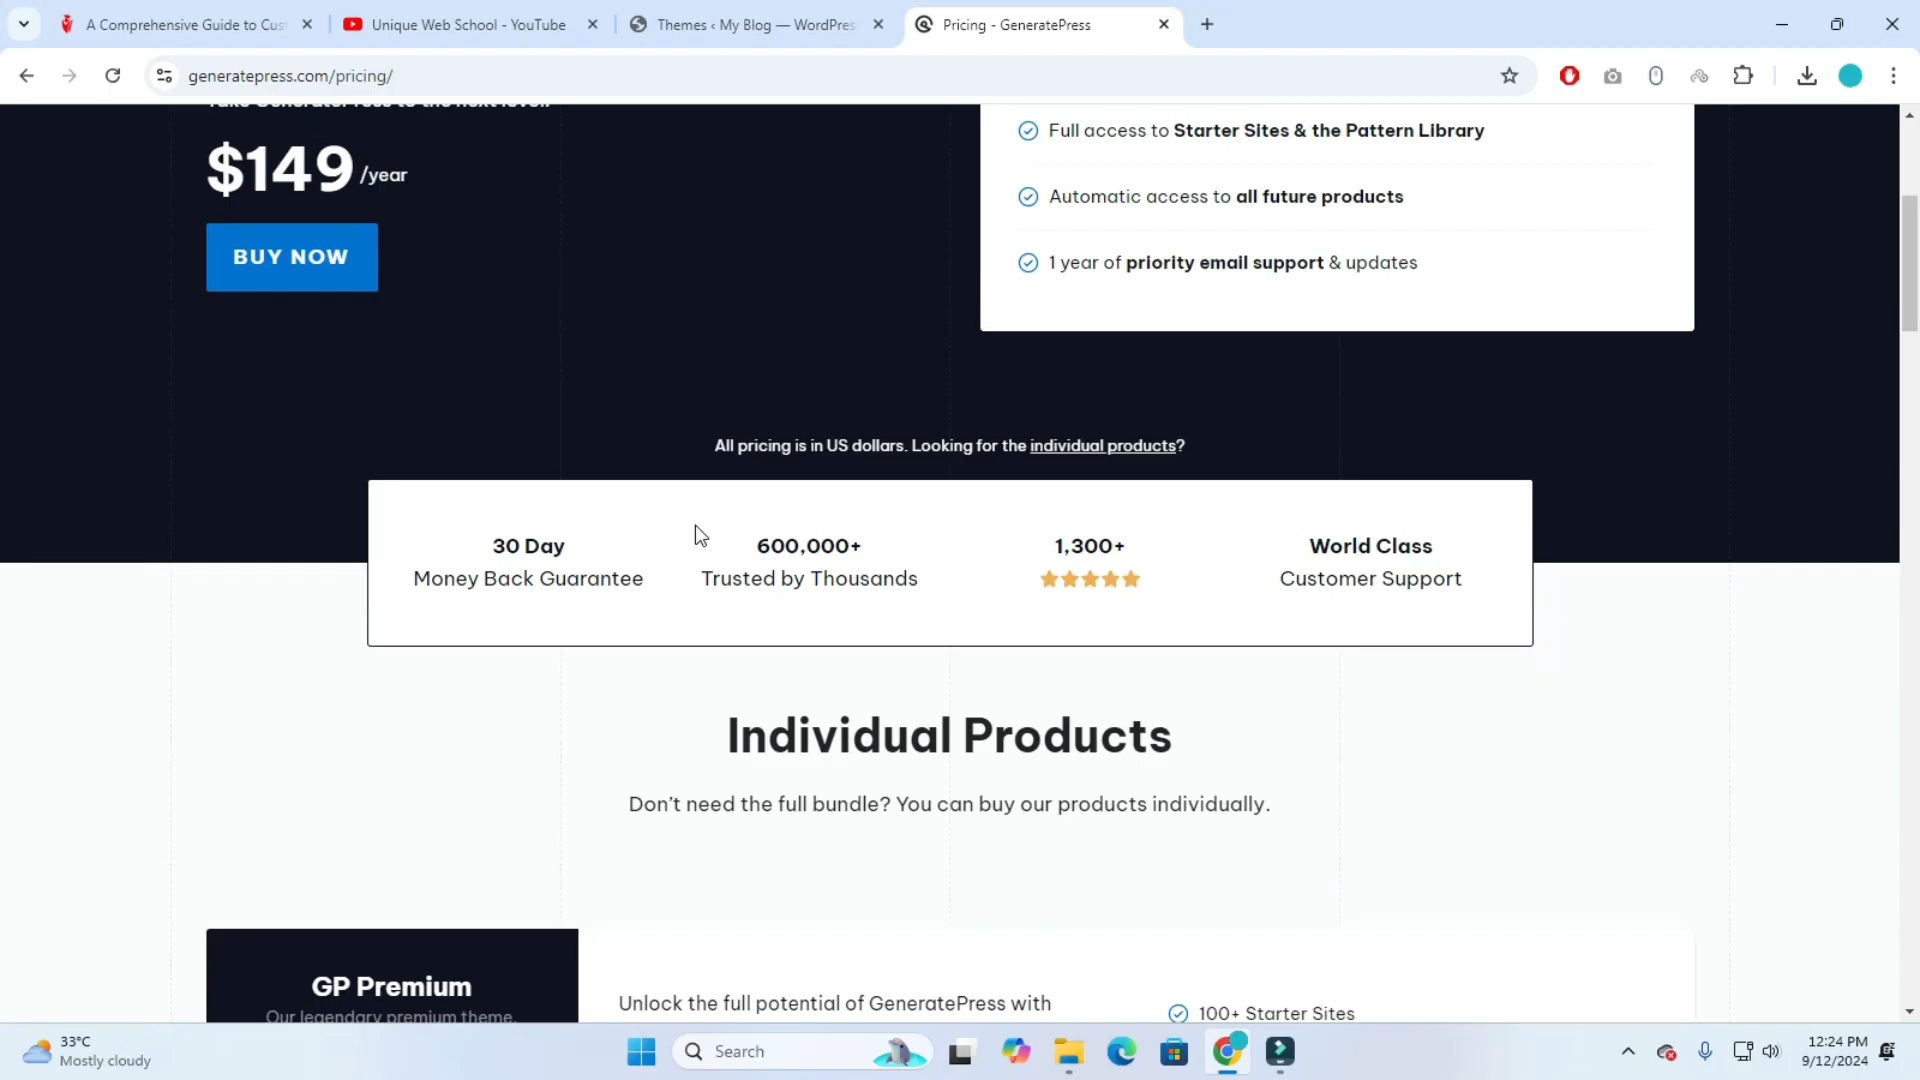 A Comprehensive Guide to Cus
Unique Web School - YouTube
Themes ‹ My Blog — WordPres
Pricing - GeneratePress
generatepress.com/pricing/
$149 /year
BUY NOW
Full access to Starter Sites & the Pattern Library
Automatic access to all future products
1 year of priority email support & updates
All pricing is in US dollars. Looking for the individual products?
30 Day
Money Back Guarantee
600,000+
Trusted by Thousands
1,300+
World Class
Customer Support
Individual Products
Don't need the full bundle? You can buy our products individually.
GP Premium
Our legendary premium theme.
Unlock the full potential of GeneratePress with
100+ Starter Sites
33°C
Mostly cloudy
Search
12:24 PM
9/12/2024